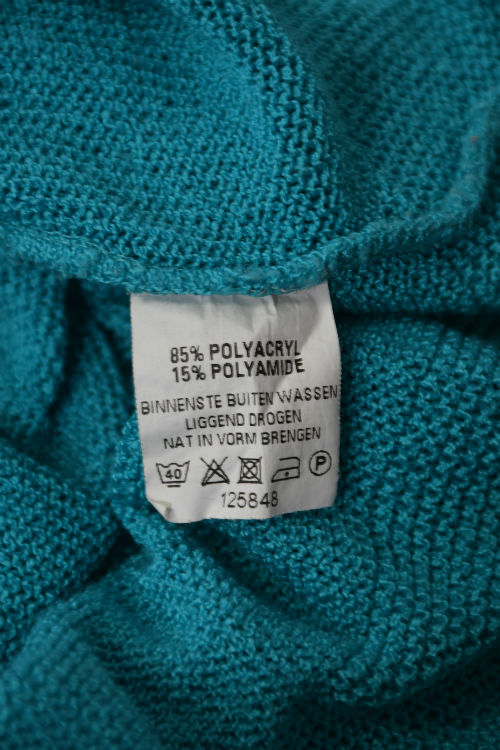 85% POLYACRYL
15% POLYAMIDE
BINNENSTE BUITEN WASSEN
LIGGEND DROGEN
NAT IN VORM BRENGEN
40 P
125848